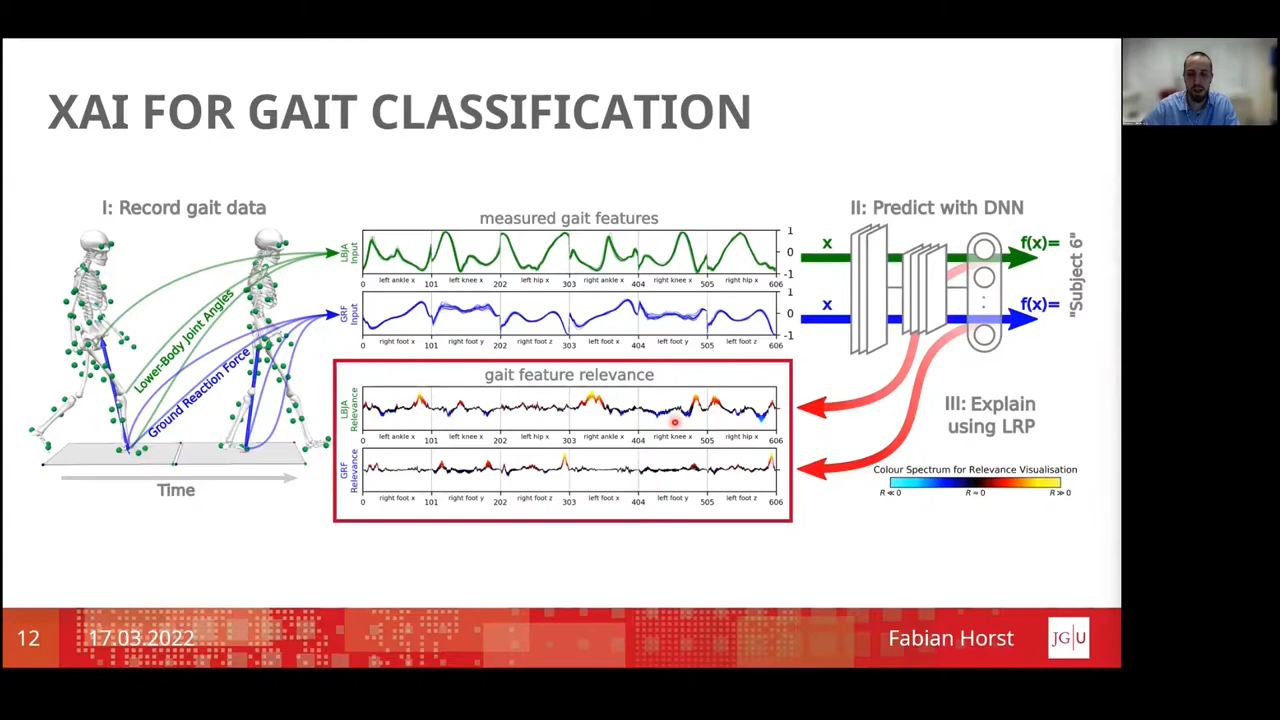 XAI FOR GAIT CLASSIFICATION
I: Record gait data
Lower-Body Joint Angles
Ground Reaction Force
Time
measured gait features
LBJA
Input
1
0
-1
left ankle x
left knee x
left hip x
right ankle x
right knee x
right hip x
0
101
202
303
404
505
606
GRF
Input
1
0
-1
right foot x
right foot y
right foot z
left foot x
left foot y
left foot z
0
101
202
303
404
505
606
gait feature relevance
LBJA
Relevance
left ankle x
left knee x
left hip x
right ankle x
right knee x
right hip x
0
101
202
303
404
505
606
GRF
Relevance
right foot x
right foot y
right foot z
left foot x
left foot y
left foot z
0
101
202
303
404
505
606
II: Predict with DNN
x
f(x)=
x
f(x)=
"Subject 6"
III: Explain
using LRP
Colour Spectrum for Relevance Visualisation
R ≪ 0
R ≈ 0
R ≫ 0
12
17.03.2022
Fabian Horst
JG|U